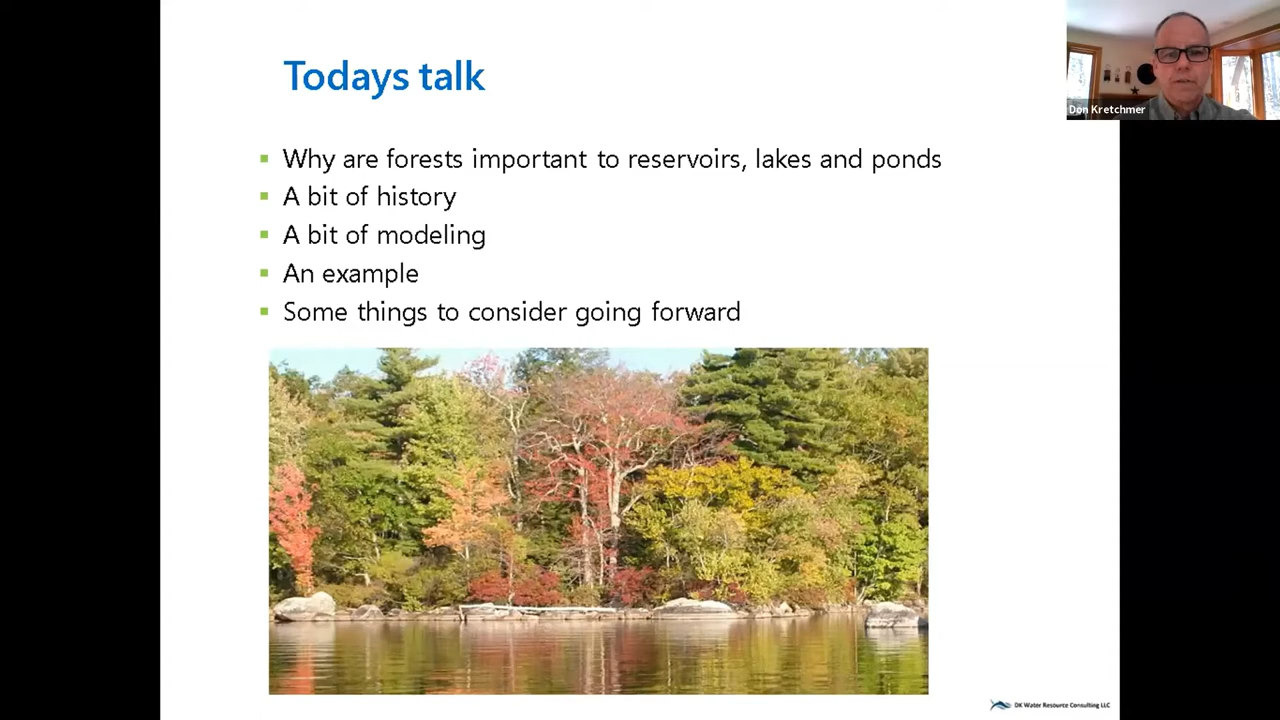 Todays talk
Why are forests important to reservoirs, lakes and ponds
A bit of history
A bit of modeling
An example
Some things to consider going forward
Don Kretchmer
DK Water Resource Consulting LLC